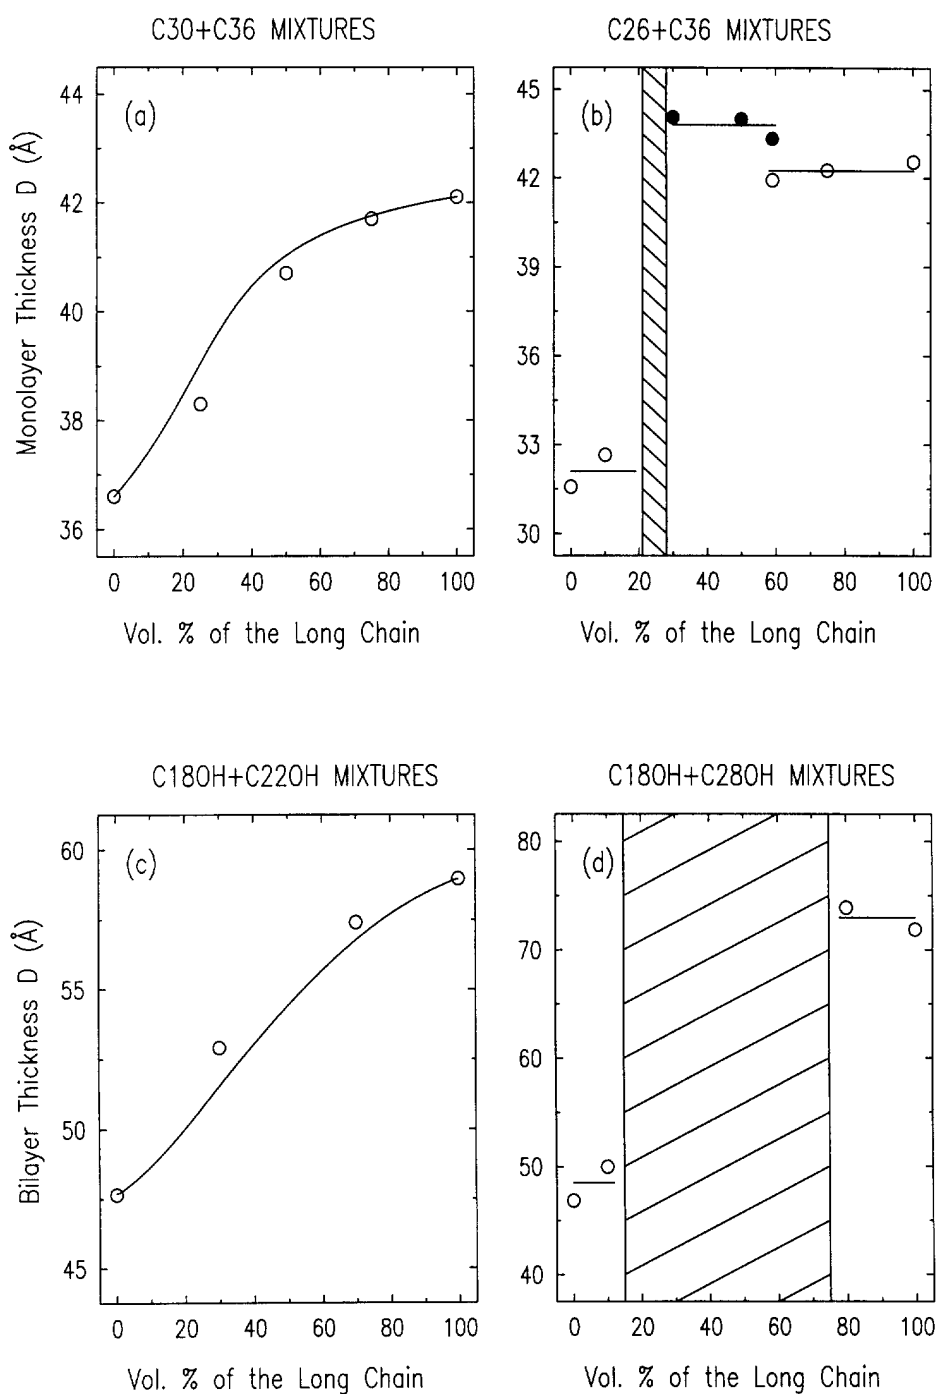 C30+C36 MIXTURES
C26+C36 MIXTURES
Monolayer Thickness D (Å)
44
42
40
38
36
(a)
0 20 40 60 80 100
Vol. % of the Long Chain
45
42
39
36
33
30
(b)
0 20 40 60 80 100
Vol. % of the Long Chain
C18OH+C22OH MIXTURES
C18OH+C28OH MIXTURES
Bilayer Thickness D (Å)
60
55
50
45
(c)
0 20 40 60 80 100
Vol. % of the Long Chain
80
70
60
50
40
(d)
0 20 40 60 80 100
Vol. % of the Long Chain